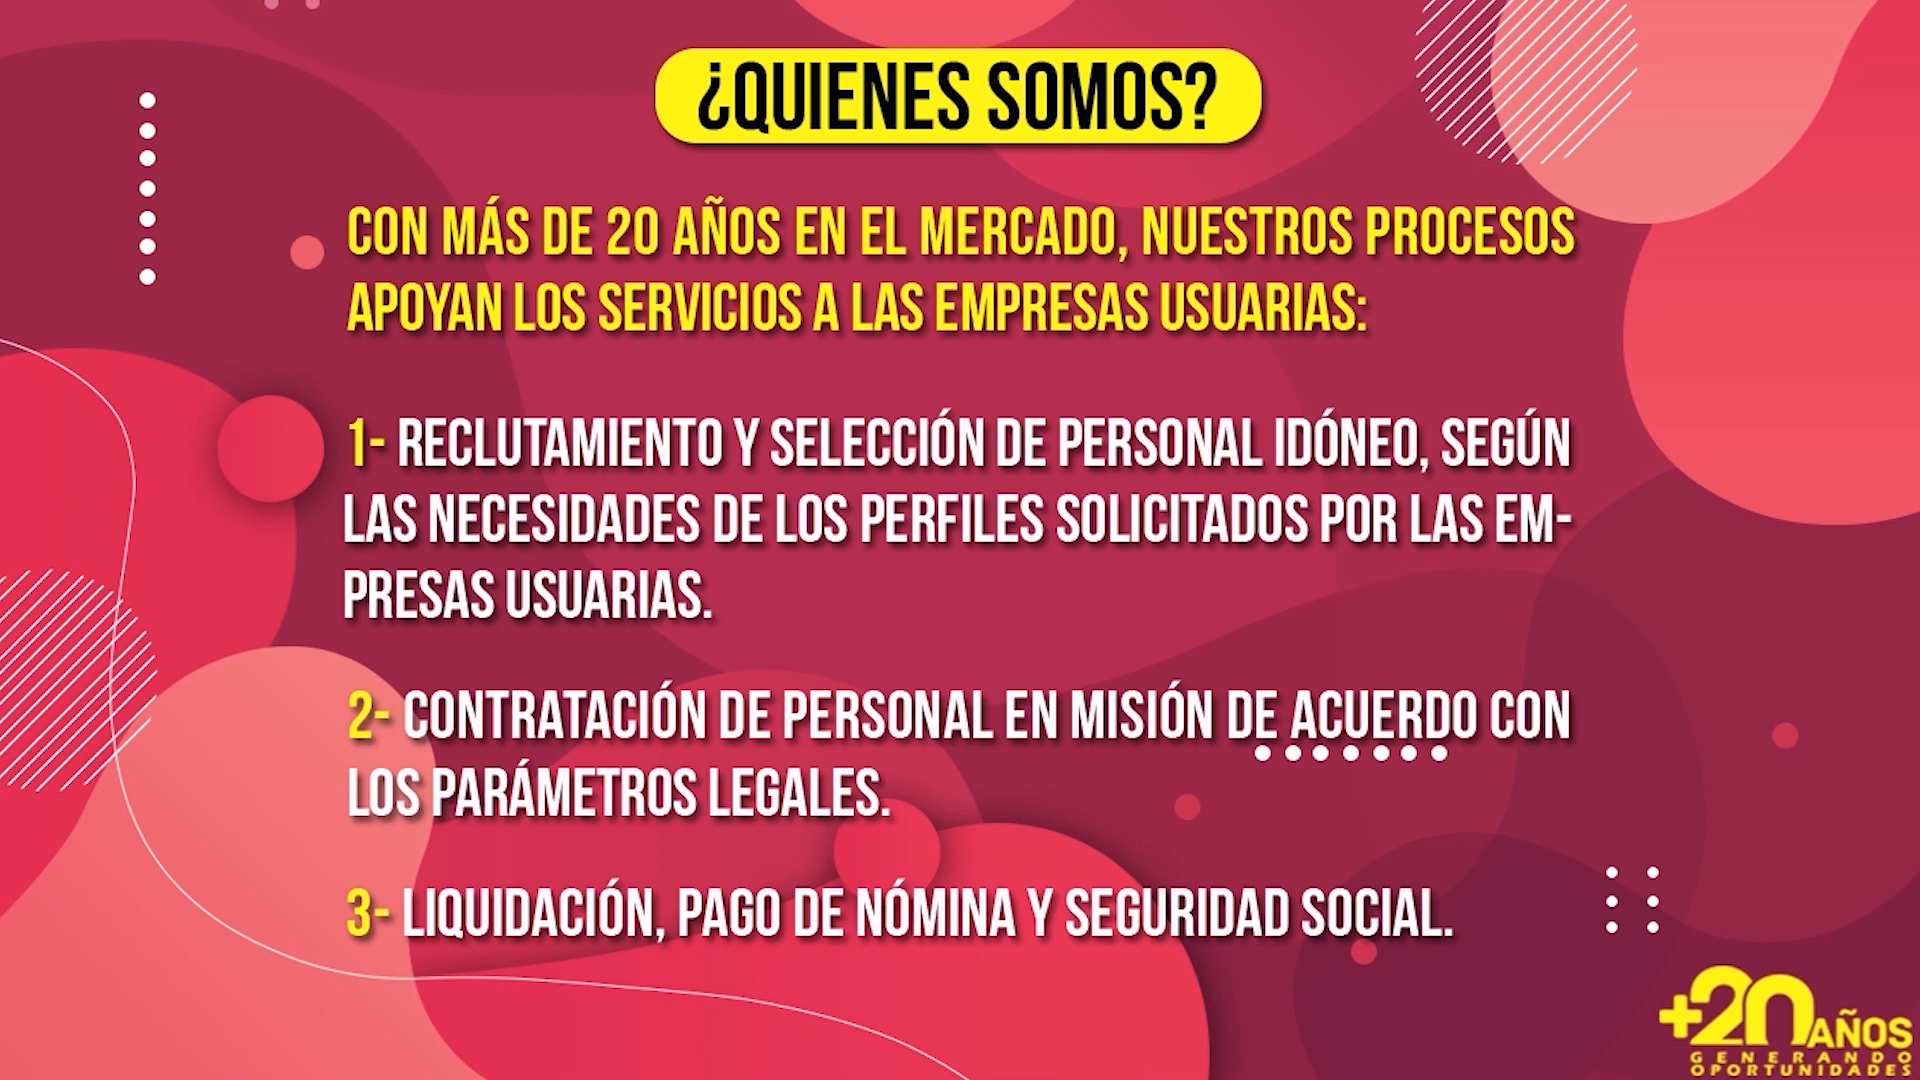 ¿QUIENES SOMOS?
CON MÁS DE 20 AÑOS EN EL MERCADO, NUESTROS PROCESOS
APOYAN LOS SERVICIOS A LAS EMPRESAS USUARIAS:
1- RECLUTAMIENTO Y SELECCIÓN DE PERSONAL IDÓNEO, SEGÚN
LAS NECESIDADES DE LOS PERFILES SOLICITADOS POR LAS EM-
PRESAS USUARIAS.
2- CONTRATACIÓN DE PERSONAL EN MISIÓN DE ACUERDO CON
LOS PARÁMETROS LEGALES.
3- LIQUIDACIÓN, PAGO DE NÓMINA Y SEGURIDAD SOCIAL.
+20 AÑOS
GENERANDO
OPORTUNIDADES